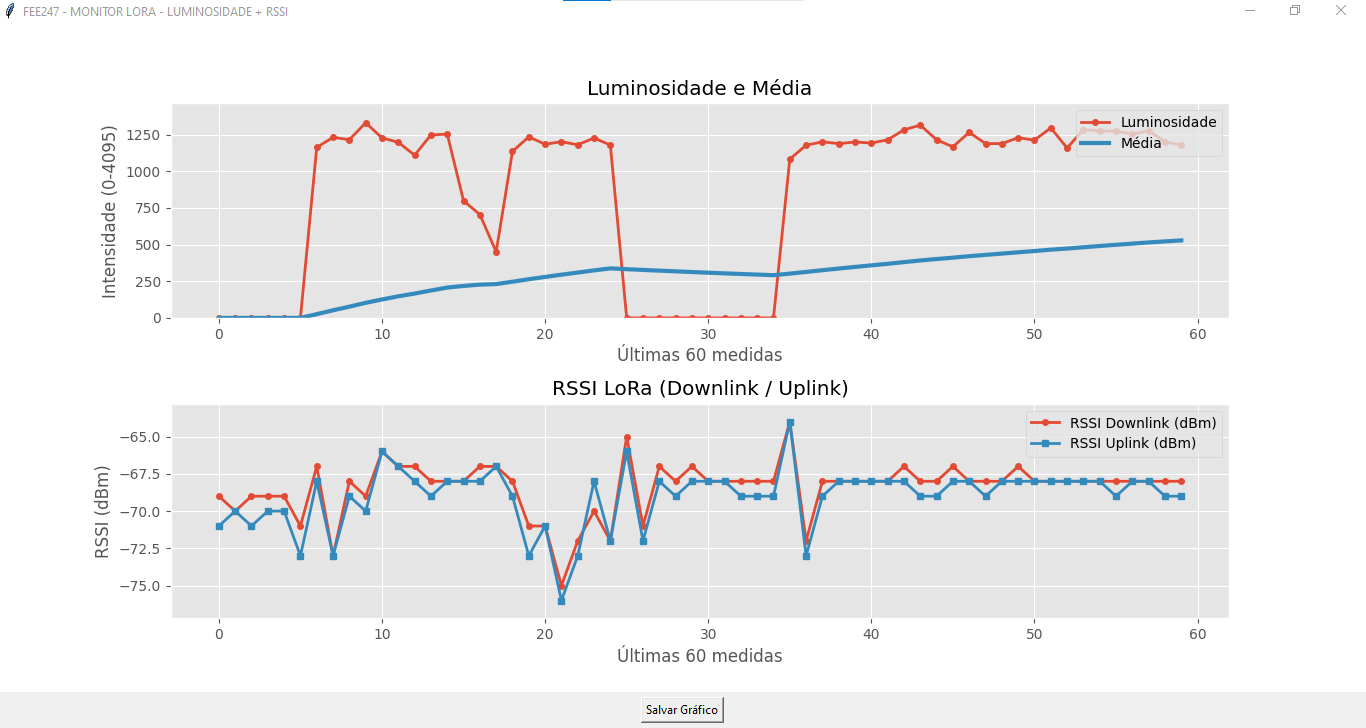 FEE247 - MONITOR LORA - LUMINOSIDADE + RSSI
Luminosidade e Média
Intensidade (0-4095)
1250
1000
750
500
250
0
Luminosidade
Média
0 10 20 30 40 50 60
Últimas 60 medidas
RSSI LoRa (Downlink / Uplink)
RSSI (dBm)
−65.0
−67.5
−70.0
−72.5
−75.0
RSSI Downlink (dBm)
RSSI Uplink (dBm)
0 10 20 30 40 50 60
Últimas 60 medidas
Salvar Gráfico